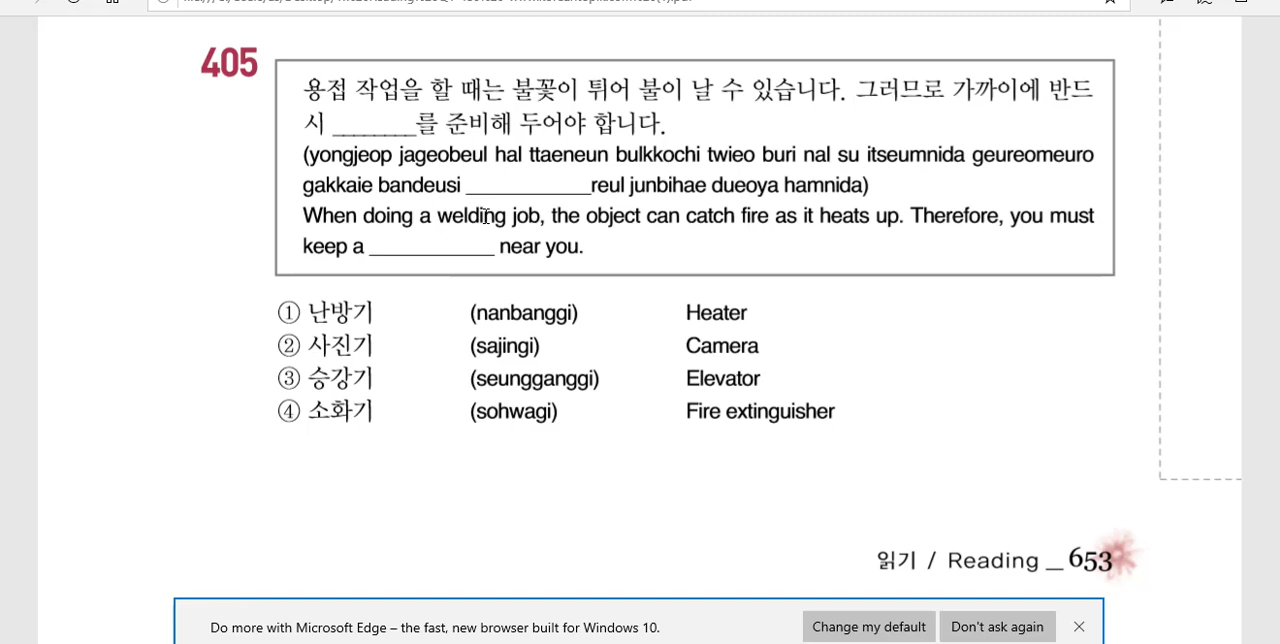 405
용접 작업을 할 때는 불꽃이 튀어 불이 날 수 있습니다. 그러므로 가까이에 반드
시 _______를 준비해 두어야 합니다.
(yongjeop jageobeul hal ttaeneun bulkkochi twieo buri nal su itseumnida geureomeuro
gakkaie bandeusi ___________reul junbihae dueoya hamnida)
When doing a welding job, the object can catch fire as it heats up. Therefore, you must
keep a ___________ near you.
① 난방기 (nanbanggi) Heater
② 사진기 (sajingi) Camera
③ 승강기 (seungganggi) Elevator
④ 소화기 (sohwagi) Fire extinguisher
읽기 / Reading _ 653
Do more with Microsoft Edge – the fast, new browser built for Windows 10. Change my default Don't ask again